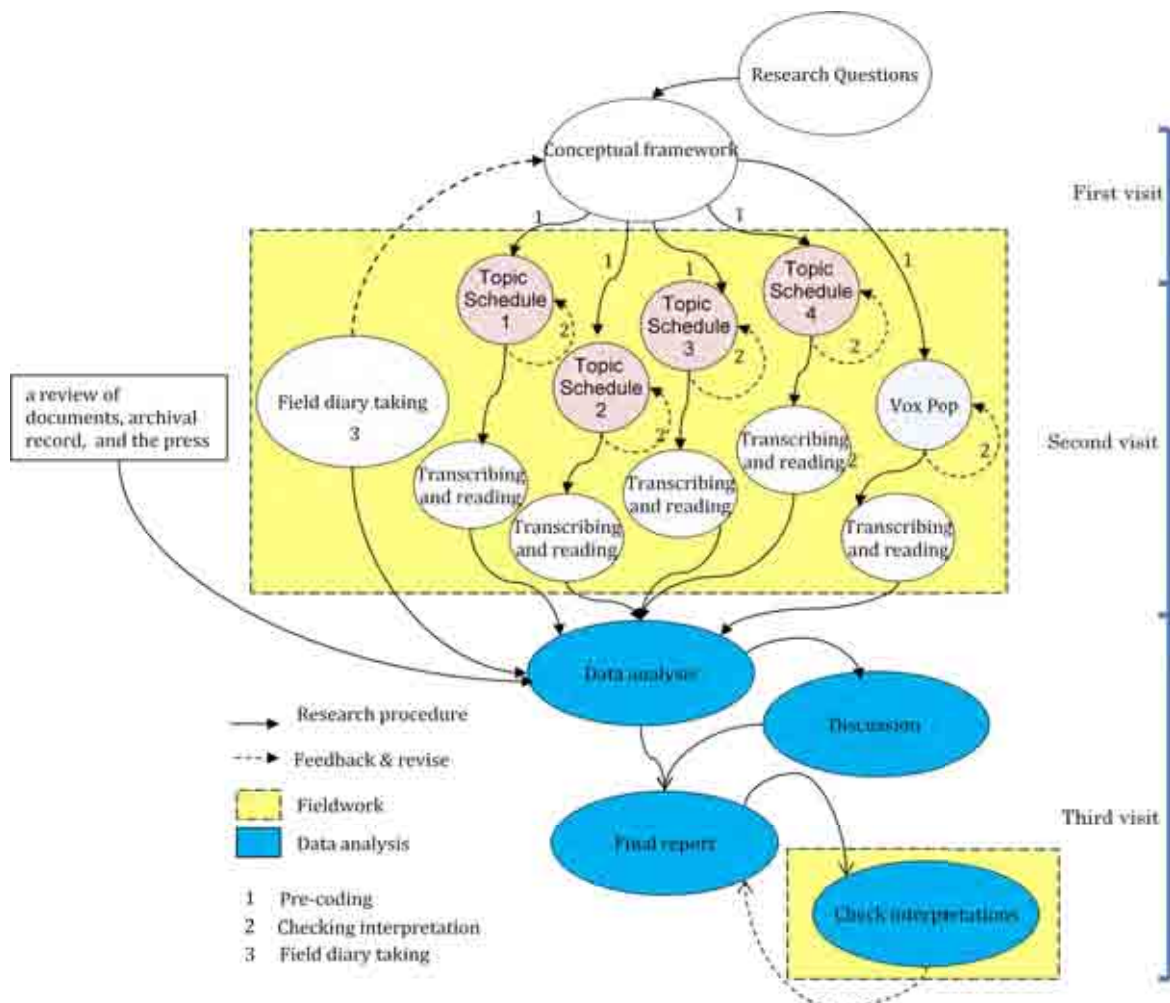 Research Questions
Conceptual framework
First visit
1
1
1
1
1
Topic
Schedule
1
2
Topic
Schedule
2
2
Topic
Schedule
3
2
Topic
Schedule
4
2
Vox Pop
2
Field diary taking
3
a review of
documents, archival
record, and the press
Second visit
Transcribing
and reading
Transcribing
and reading
Transcribing
and reading
Transcribing
and reading
2
Transcribing
and reading
Data analysis
Discussion
Final report
Third visit
Check interpretations
Research procedure
Feedback & revise
Fieldwork
Data analysis
1 Pre-coding
2 Checking interpretation
3 Field diary taking